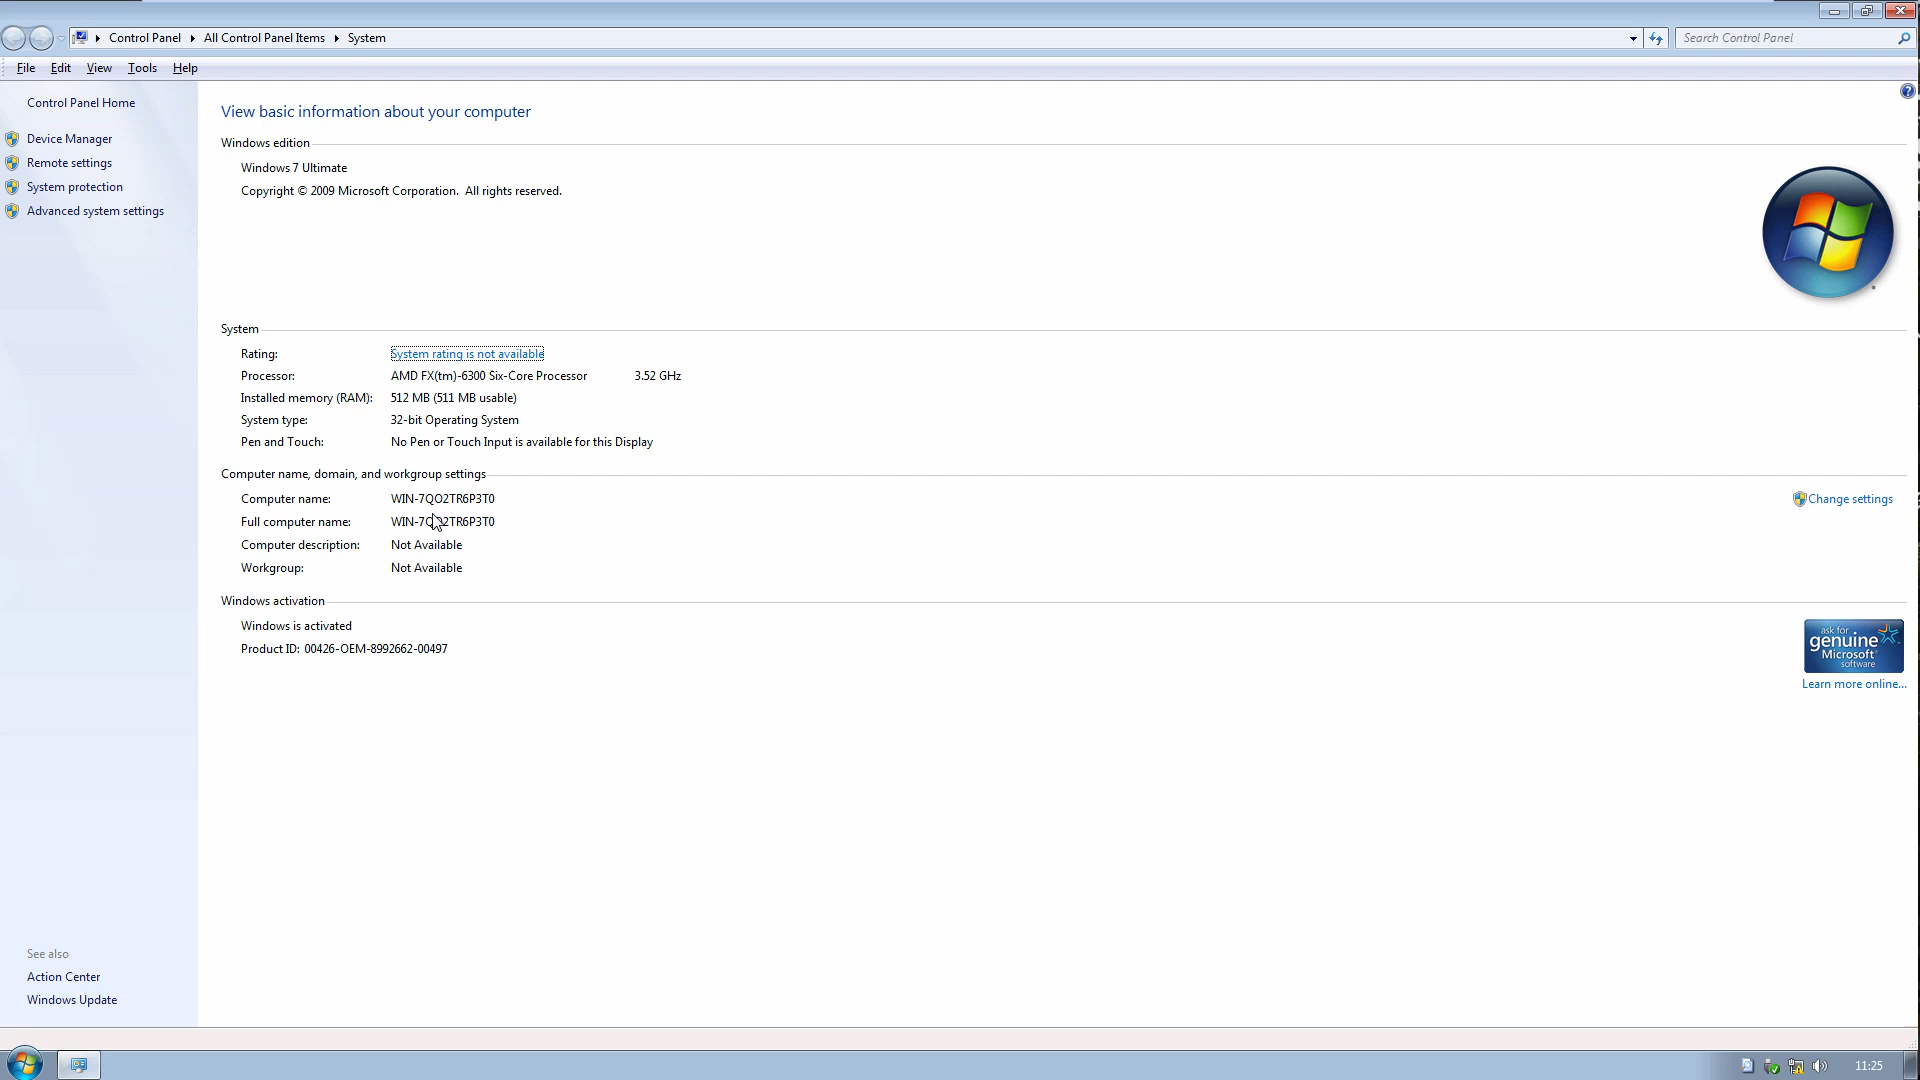 Control Panel
All Control Panel Items
System
Search Control Panel
File
Edit
View
Tools
Help
Control Panel Home
Device Manager
Remote settings
System protection
Advanced system settings
See also
Action Center
Windows Update
View basic information about your computer
Windows edition
Windows 7 Ultimate
Copyright © 2009 Microsoft Corporation. All rights reserved.
System
Rating: System rating is not available
Processor: AMD FX(tm)-6300 Six-Core Processor 3.52 GHz
Installed memory (RAM): 512 MB (511 MB usable)
System type: 32-bit Operating System
Pen and Touch: No Pen or Touch Input is available for this Display
Computer name, domain, and workgroup settings
Computer name: WIN-7QO2TR6P3T0
Change settings
Full computer name: WIN-7QO2TR6P3T0
Computer description: Not Available
Workgroup: Not Available
Windows activation
Windows is activated
Product ID: 00426-OEM-8992662-00497
ask for
genuine
Microsoft
software
Learn more online...
11:25